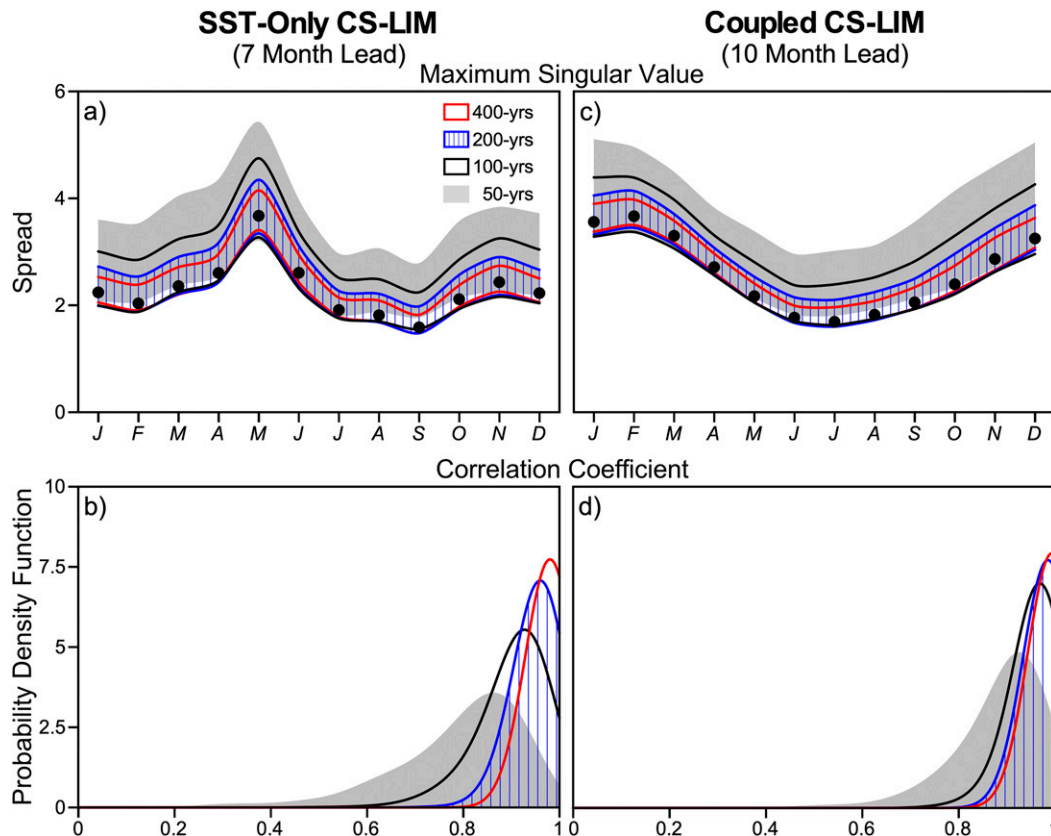 SST-Only CS-LIM
(7 Month Lead)
Coupled CS-LIM
(10 Month Lead)
Maximum Singular Value
a)
c)
400-yrs
200-yrs
100-yrs
50-yrs
Spread
6
4
2
0
J F M A M J J A S O N D
J F M A M J J A S O N D
Correlation Coefficient
b)
d)
Probability Density Function
10
7.5
5
2.5
0
0 0.2 0.4 0.6 0.8 1
0 0.2 0.4 0.6 0.8